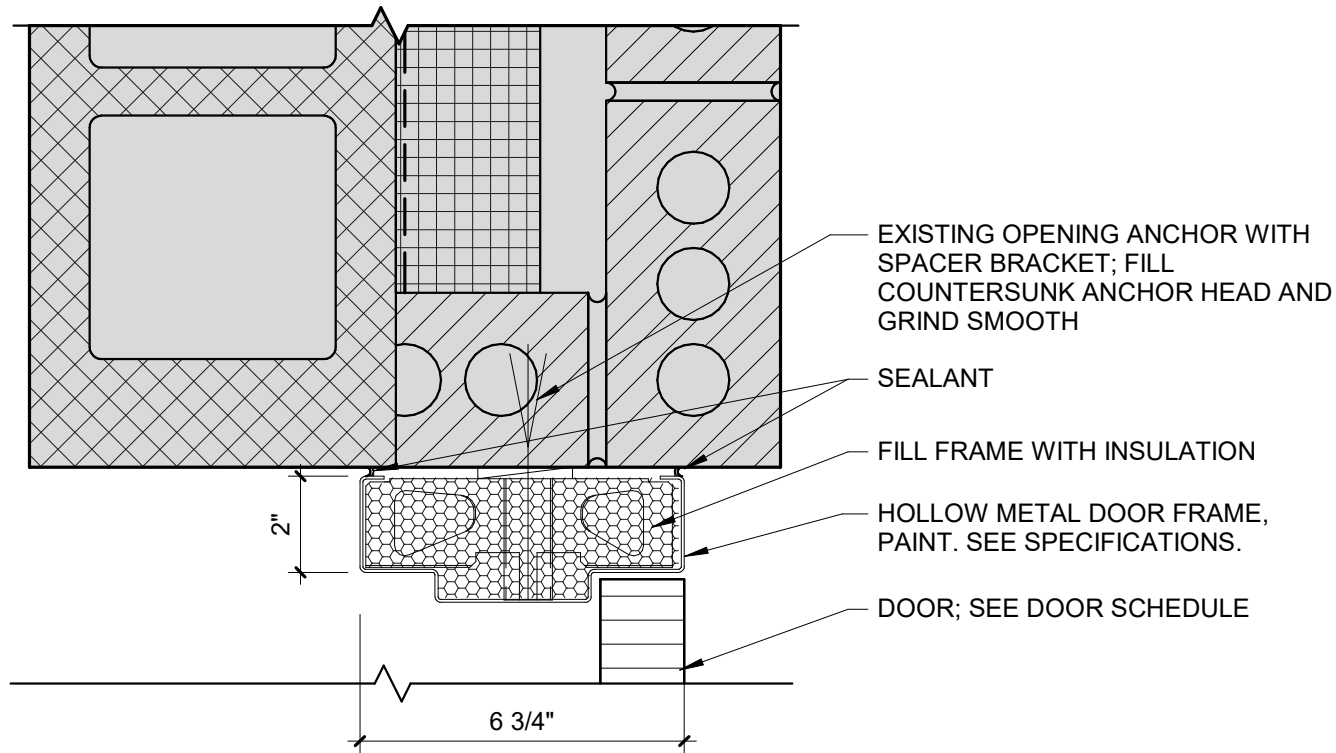 EXISTING OPENING ANCHOR WITH
SPACER BRACKET; FILL
COUNTERSUNK ANCHOR HEAD AND
GRIND SMOOTH
SEALANT
FILL FRAME WITH INSULATION
HOLLOW METAL DOOR FRAME,
PAINT. SEE SPECIFICATIONS.
DOOR; SEE DOOR SCHEDULE
2"
6 3/4"